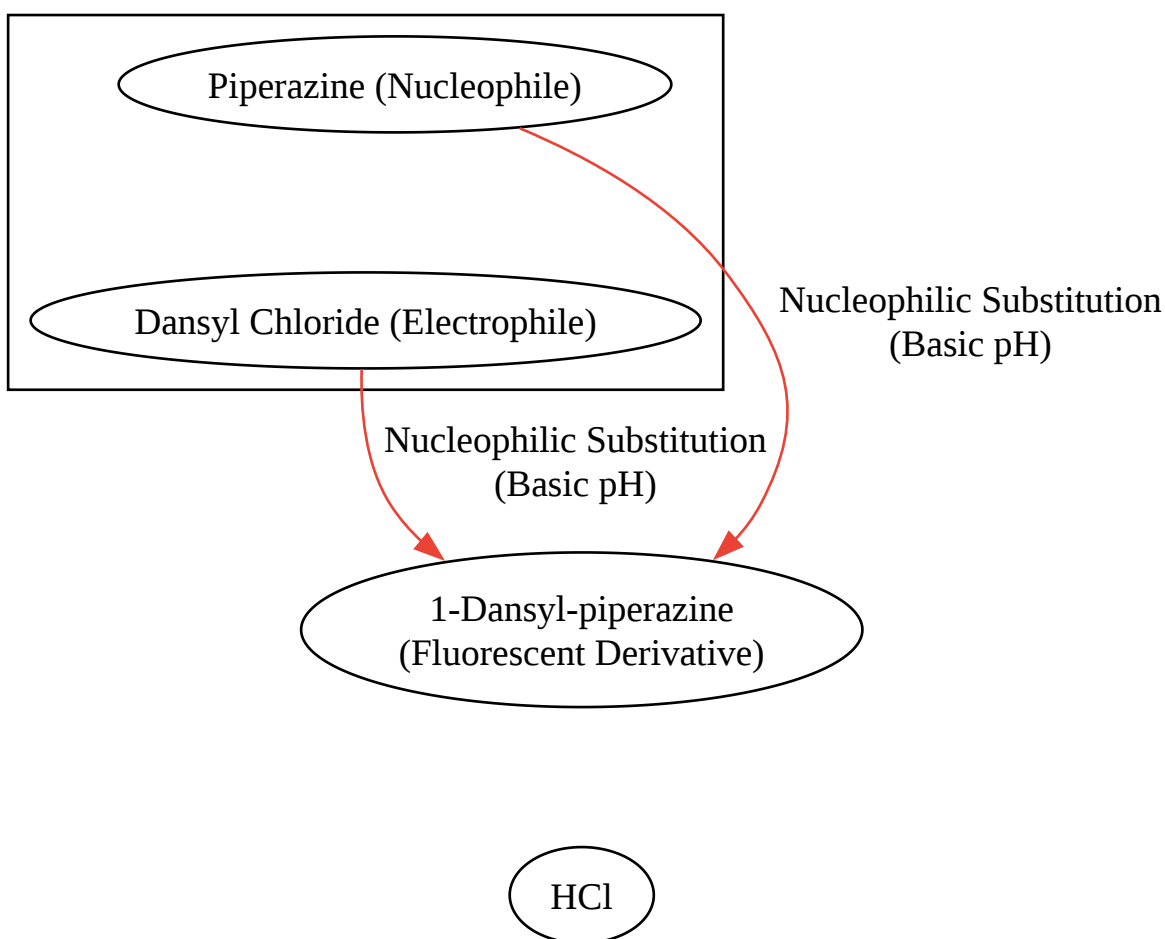 Piperazine (Nucleophile)
Dansyl Chloride (Electrophile)
Nucleophilic Substitution
(Basic pH)
Nucleophilic Substitution
(Basic pH)
1-Dansyl-piperazine
(Fluorescent Derivative)
HCl